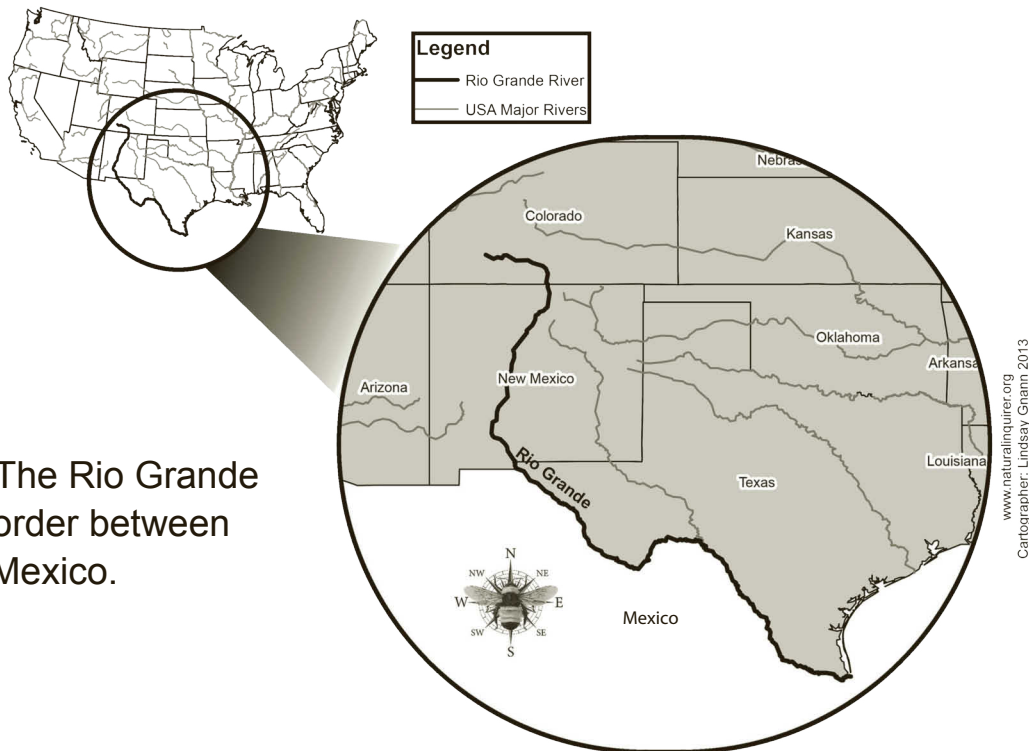 Legend
Rio Grande River
USA Major Rivers
Nebras
Colorado
Kansas
Oklahoma
Arkansa
Arizona
New Mexico
Louisiana
Rio Grande
Texas
The Rio Grande
order between
Mexico.
N
NW
NE
W
E
SW
SE
S
Mexico
www.naturalinquirer.org
Cartographer: Lindsay Gnann 2013